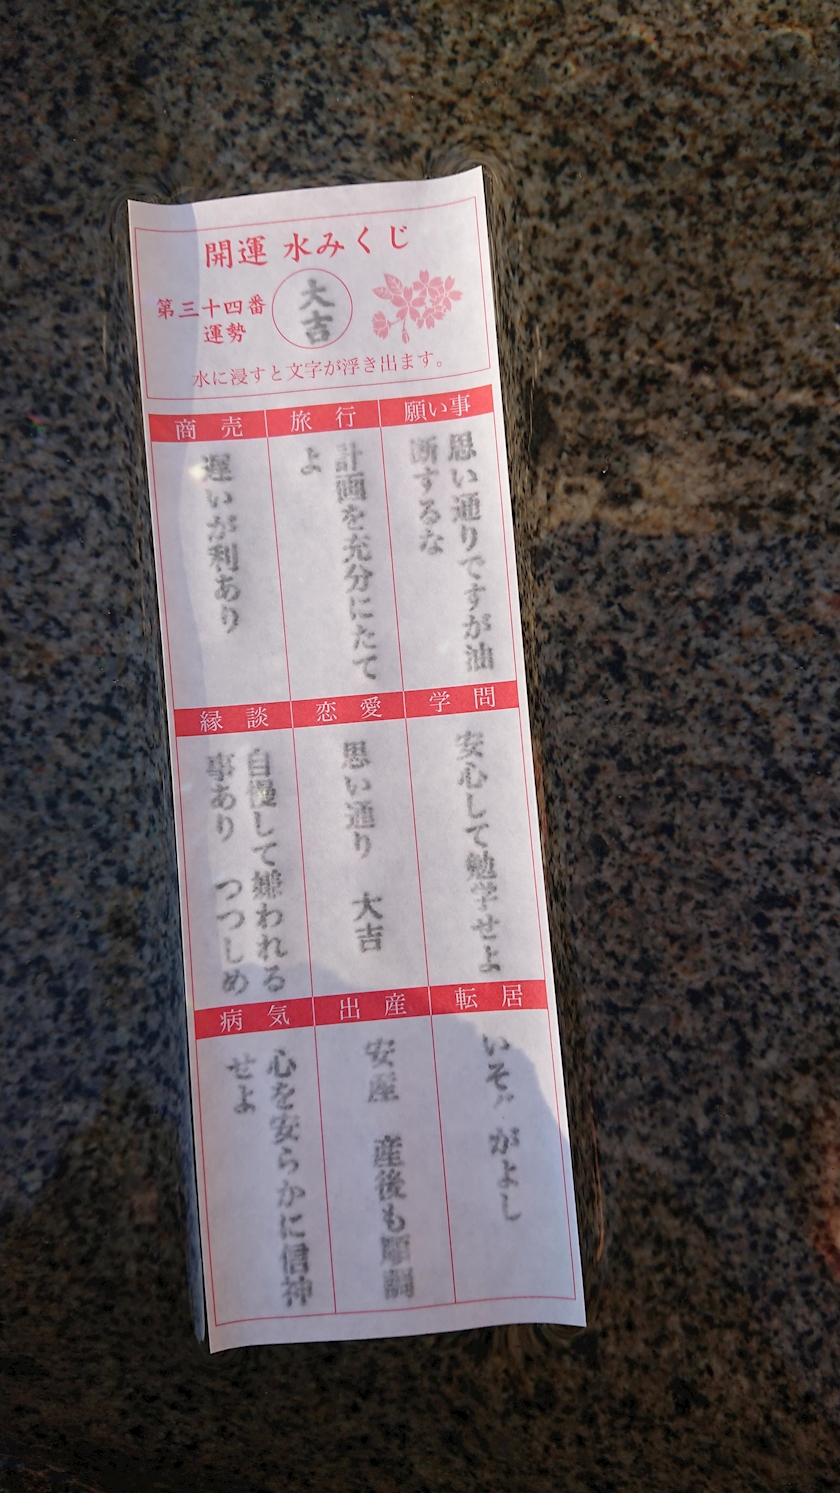 開運 水みくじ
第三十四番
運勢
大吉
水に浸すと文字が浮き出ます。
願い事
思い通りですが油
断するな
旅行
計画を充分にたて
よ
商売
遅いが利あり
学問
安心して勉学せよ
恋愛
思い通り 大吉
縁談
自慢して嫌われる
事あり つつしめ
転居
いそぐがよし
出産
安産 産後も順調
病気
心を安らかに信神
せよ